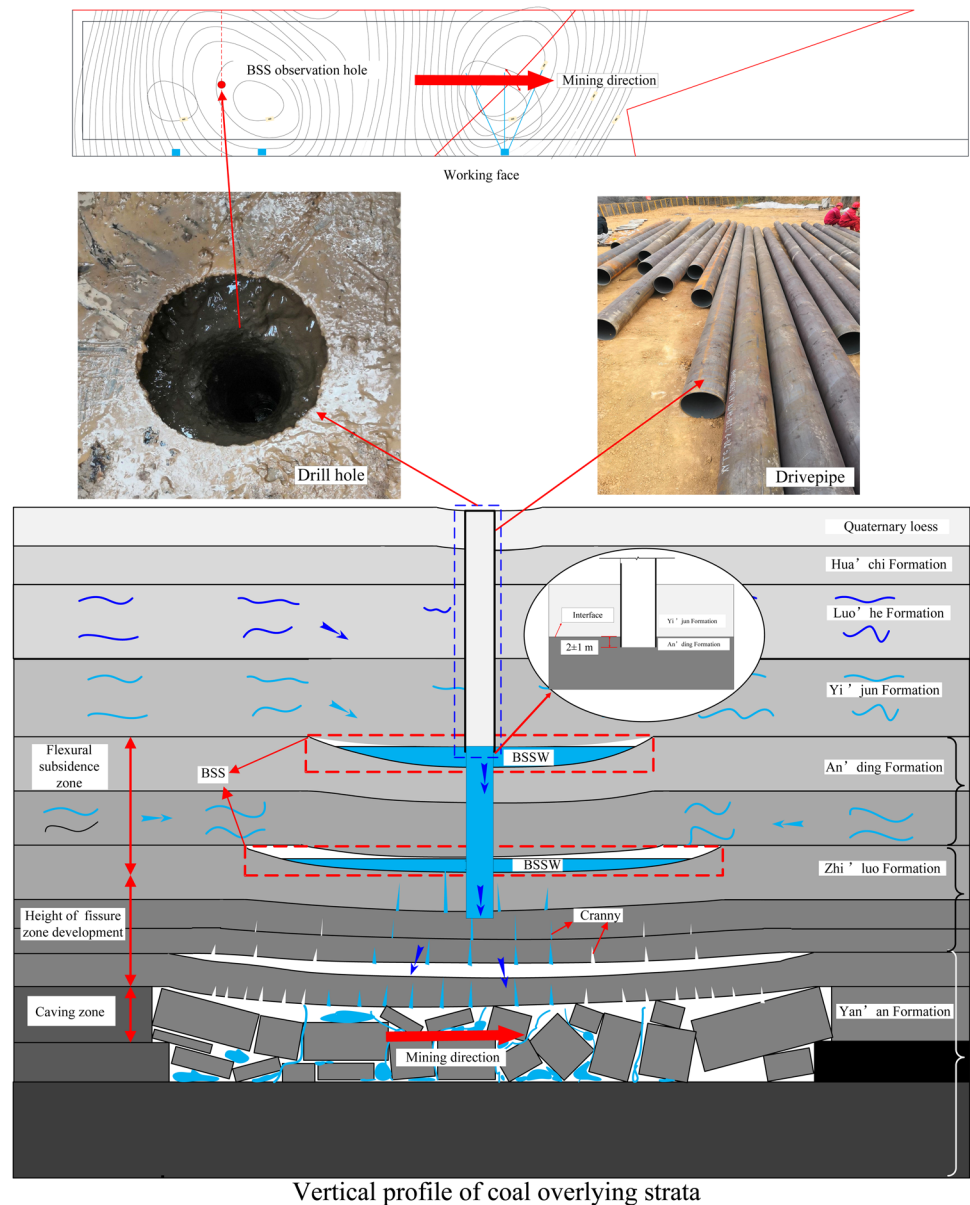 BSS observation hole
Mining direction
Working face
Drill hole
Drivepipe
Quaternary loess
Hua’chi Formation
Luo’he Formation
Interface
Yi’jun Formation
2±1 m
An’ding Formation
Yi’jun Formation
Flexural
subsidence
zone
BSS
BSSW
An’ding Formation
BSSW
Zhi’luo Formation
Height of fissure
zone development
Cranny
Caving zone
Mining direction
Yan’an Formation
Vertical profile of coal overlying strata